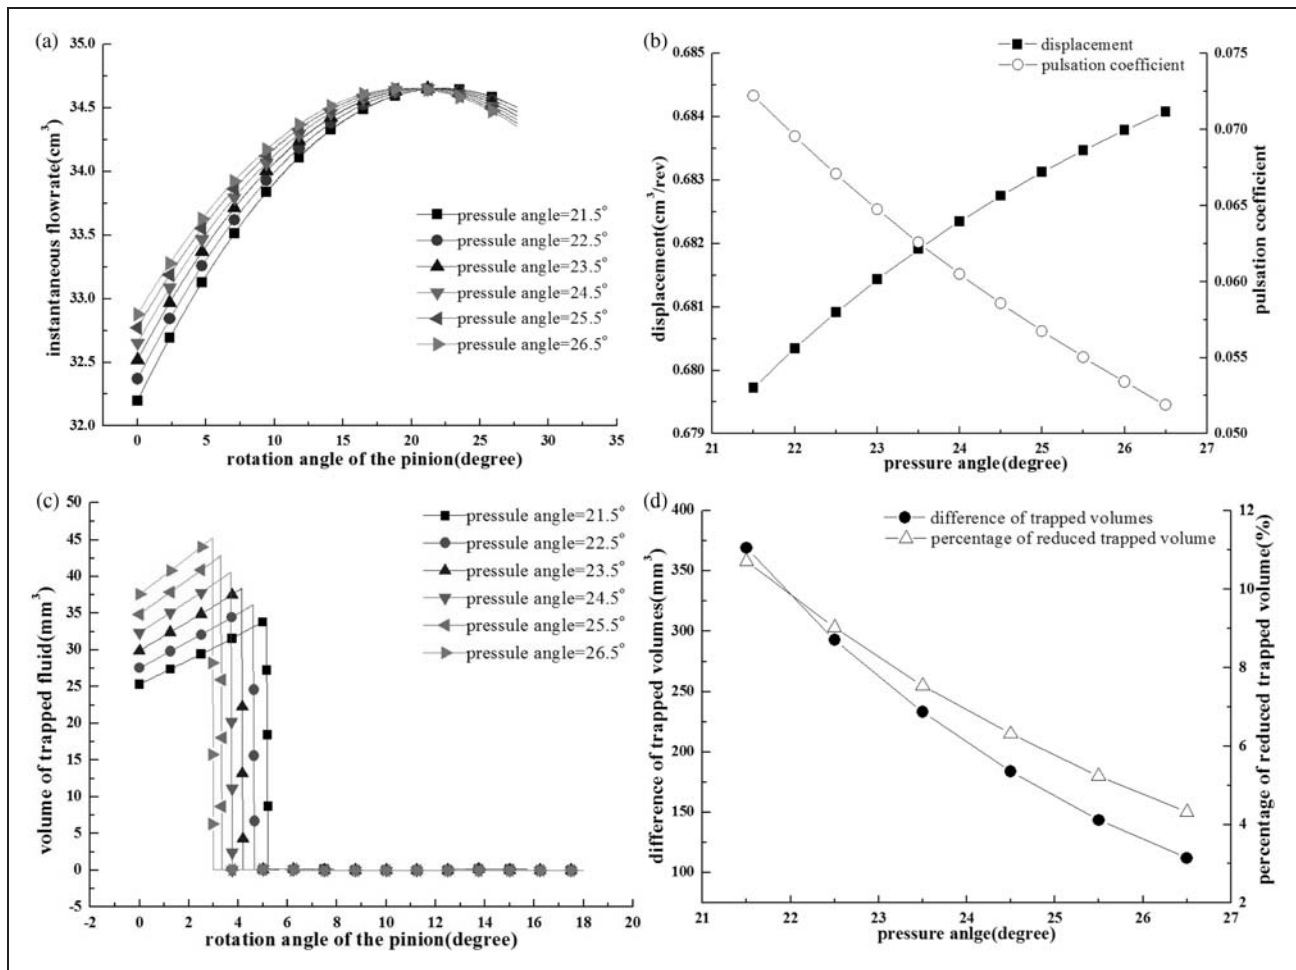 (a)
35.0
34.5
34.0
33.5
33.0
32.5
32.0
instantaneous flowrate(cm³)
pressule angle=21.5°
pressule angle=22.5°
pressule angle=23.5°
pressule angle=24.5°
pressule angle=25.5°
pressule angle=26.5°
0 5 10 15 20 25 30 35
rotation angle of the pinion(degree)
(b)
0.685
0.684
0.683
0.682
0.681
0.680
0.679
displacement(cm³/rev)
displacement
pulsation coefficient
0.075
0.070
0.065
0.060
0.055
0.050
pulsation coefficient
21 22 23 24 25 26 27
pressure angle(degree)
(c)
50
45
40
35
30
25
20
15
10
5
0
-5
volume of trapped fluid(mm³)
pressule angle=21.5°
pressule angle=22.5°
pressule angle=23.5°
pressule angle=24.5°
pressule angle=25.5°
pressule angle=26.5°
-2 0 2 4 6 8 10 12 14 16 18 20
rotation angle of the pinion(degree)
(d)
400
350
300
250
200
150
100
difference of trapped volumes(mm³)
difference of trapped volumes
percentage of reduced trapped volume
12
10
8
6
4
2
percentage of reduced trapped volume(%)
21 22 23 24 25 26 27
pressure anlge(degree)